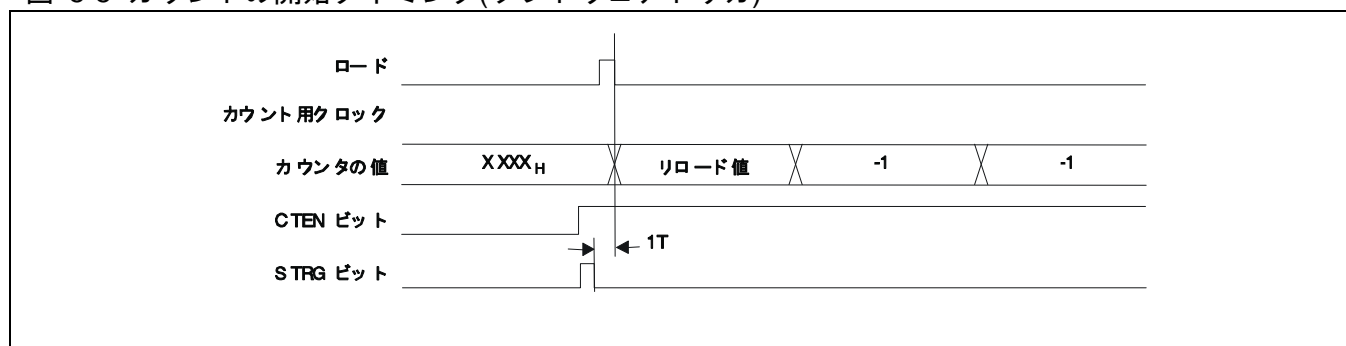 ロード
カウント用クロック
カウンタの値 XXXXH リロード値 -1 -1
CTEN ビット
1T
STRG ビット